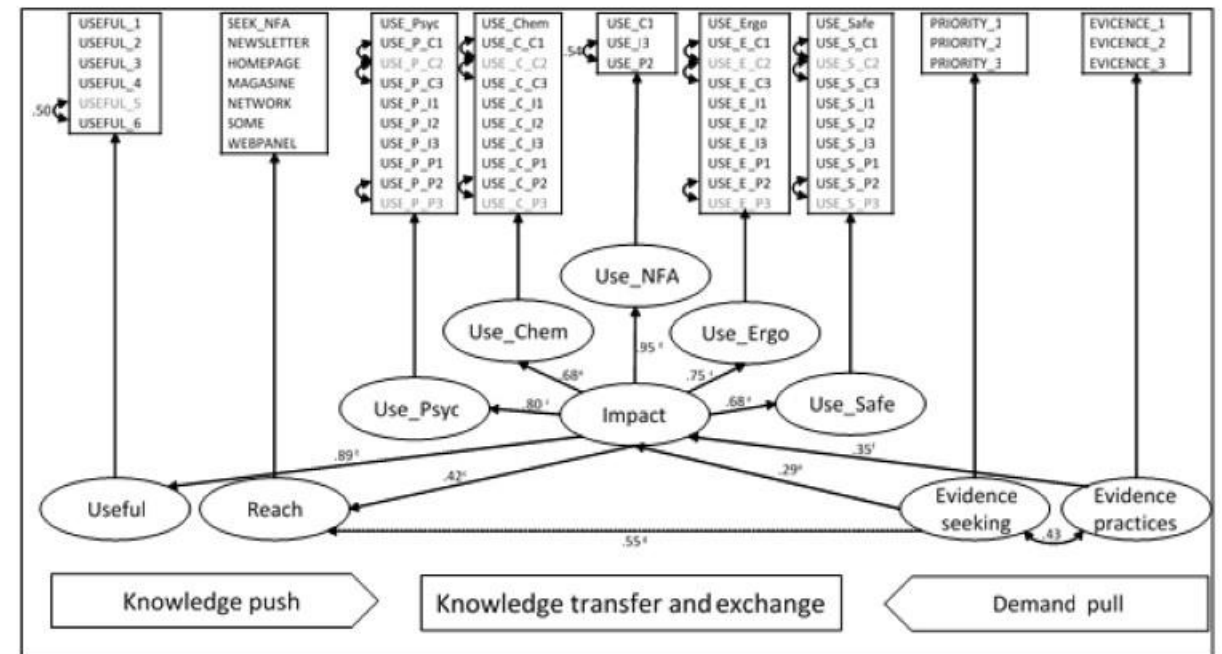 USEFUL_1
USEFUL_2
USEFUL_3
USEFUL_4
USEFUL_5
USEFUL_6
.50
SEEK_NFA
NEWSLETTER
HOMEPAGE
MAGASINE
NETWORK
SOME
WEBPANEL
USE_Psyc
USE_P_C1
USE_P_C2
USE_P_C3
USE_P_I1
USE_P_I2
USE_P_I3
USE_P_P1
USE_P_P2
USE_P_P3
USE_Chem
USE_C_C1
USE_C_C2
USE_C_C3
USE_C_I1
USE_C_I2
USE_C_I3
USE_C_P1
USE_C_P2
USE_C_P3
USE_C1
USE_I3
USE_P2
.54
USE_Ergo
USE_E_C1
USE_E_C2
USE_E_C3
USE_E_I1
USE_E_I2
USE_E_I3
USE_E_P1
USE_E_P2
USE_E_P3
USE_Safe
USE_S_C1
USE_S_C2
USE_S_C3
USE_S_I1
USE_S_I2
USE_S_I3
USE_S_P1
USE_S_P2
USE_S_P3
PRIORITY_1
PRIORITY_2
PRIORITY_3
EVICENCE_1
EVICENCE_2
EVICENCE_3
Use_NFA
Use_Chem
Use_Ergo
.95
.68
.75
Use_Psyc
.80
Impact
.68
Use_Safe
.89
.42
.29
.35
Useful
Reach
Evidence
seeking
Evidence
practices
.55
.43
Knowledge push
Knowledge transfer and exchange
Demand pull